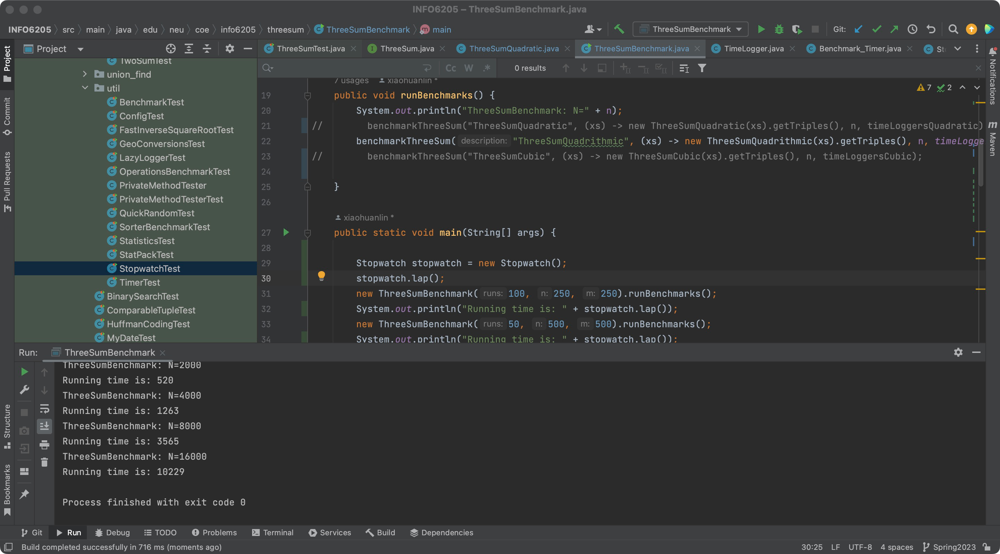 INFO6205 – ThreeSumBenchmark.java
INFO6205 src main java edu neu coe info6205 threesum ThreeSumBenchmark m main
ThreeSumBenchmark
Git:
Project
ThreeSumTest.java ThreeSum.java ThreeSumQuadratic.java ThreeSumBenchmark.java TimeLogger.java Benchmark_Timer.java
Cc W .* 0 results
Project
Commit
Pull Requests
Structure
Bookmarks
Notifications
m Maven
TwoSumTest
union_find
util
BenchmarkTest
ConfigTest
FastInverseSquareRootTest
GeoConversionsTest
LazyLoggerTest
OperationsBenchmarkTest
PrivateMethodTester
PrivateMethodTesterTest
QuickRandomTest
SorterBenchmarkTest
StatisticsTest
StatPackTest
StopwatchTest
TimerTest
BinarySearchTest
ComparableTupleTest
HuffmanCodingTest
MyDateTest
7 usages xiaohuanlin *
7 2
19 public void runBenchmarks() {
20 System.out.println("ThreeSumBenchmark: N=" + n);
21 // benchmarkThreeSum("ThreeSumQuadratic", (xs) -> new ThreeSumQuadratic(xs).getTriples(), n, timeLoggersQuadratic)
22 benchmarkThreeSum( description: "ThreeSumQuadrithmic", (xs) -> new ThreeSumQuadrithmic(xs).getTriples(), n, timeLogge
23 // benchmarkThreeSum("ThreeSumCubic", (xs) -> new ThreeSumCubic(xs).getTriples(), n, timeLoggersCubic);
24
25 }
26
xiaohuanlin *
27 public static void main(String[] args) {
28
29 Stopwatch stopwatch = new Stopwatch();
30 stopwatch.lap();
31 new ThreeSumBenchmark( runs: 100, n: 250, m: 250).runBenchmarks();
32 System.out.println("Running time is: " + stopwatch.lap());
33 new ThreeSumBenchmark( runs: 50, n: 500, m: 500).runBenchmarks();
34 System.out.println("Running time is: " + stopwatch.lap());
Run: ThreeSumBenchmark
ThreeSumBenchmark: N=2000
Running time is: 520
ThreeSumBenchmark: N=4000
Running time is: 1263
ThreeSumBenchmark: N=8000
Running time is: 3565
ThreeSumBenchmark: N=16000
Running time is: 10229
Process finished with exit code 0
Git Run Debug TODO Problems Terminal Services Build Dependencies
Build completed successfully in 716 ms (moments ago)
30:25 LF UTF-8 4 spaces Spring2023